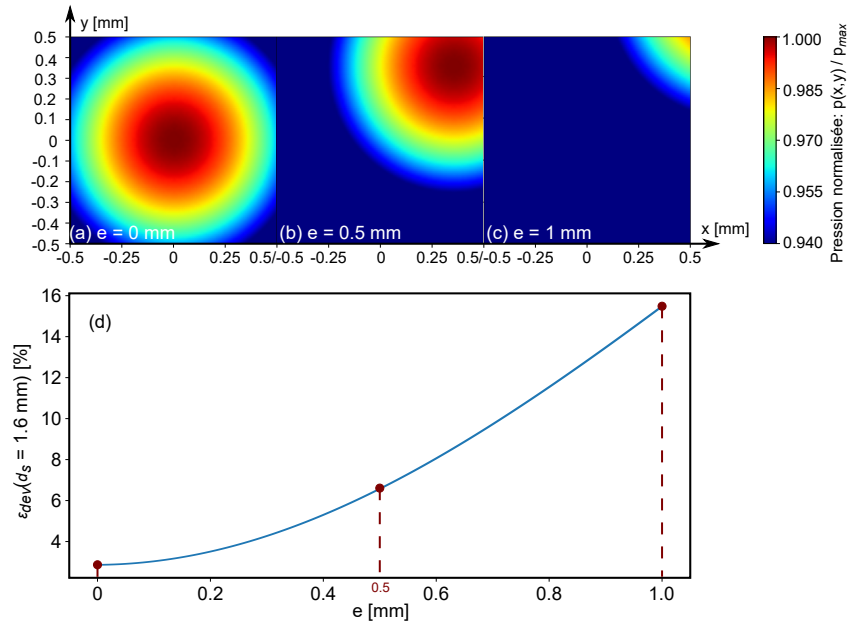 y [mm]
0.5
0.4
0.3
0.2
0.1
0
-0.1
0.2
0.3
0.4
-0.5
(a) e = 0 mm
(b) e = 0.5 mm
(c) e = 1 mm
x [mm]
-0.5 -0.25 0 0.25 0.5/-0.5 -0.25 0 0.25 0.5/-0.5 -0.25 0 0.25 0.5
1.000
0.985
0.970
0.955
0.940
Pression normalisée: p(x,y) / pmax
(d)
16
14
12
10
8
6
4
εdev(ds = 1.6 mm) [%]
0 0.2 0.4 0.5 0.6 0.8 1.0
e [mm]